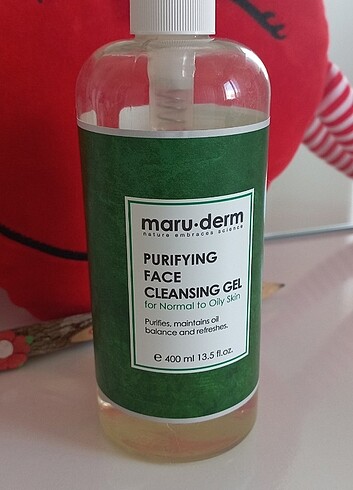 maru·derm
nature embraces science
PURIFYING
FACE
CLEANSING GEL
for Normal to Oily Skin
Purifies, maintains oil
balance and refreshes.
℮ 400 ml 13.5 fl.oz.